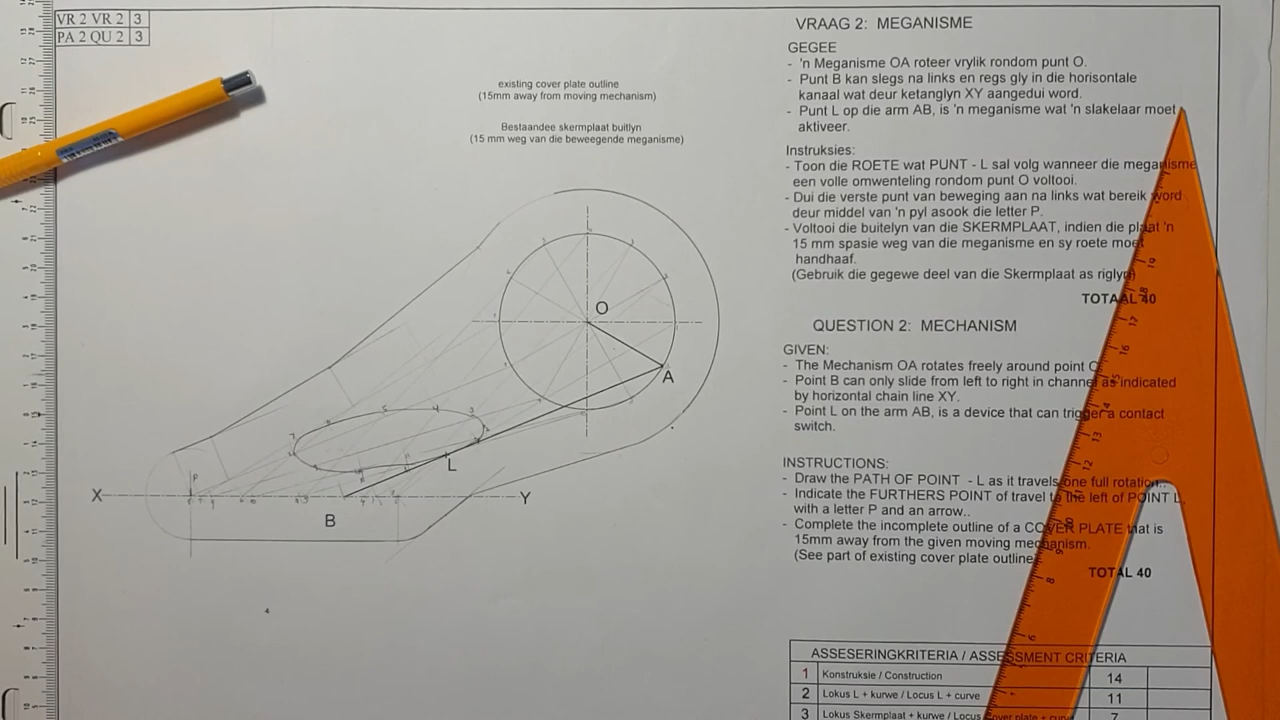 VR 2 VR 2 3
PA 2 QU 2 3
existing cover plate outline
(15mm away from moving mechanism)
Bestaandee skermplaat buitlyn
(15 mm weg van die beweegende meganisme)
O
A
L
P
X
Y
B
VRAAG 2: MEGANISME
GEGEE
- 'n Meganisme OA roteer vrylik rondom punt O.
- Punt B kan slegs na links en regs gly in die horisontale
kanaal wat deur ketanglyn XY aangedui word.
- Punt L op die arm AB, is 'n meganisme wat 'n slakelaar moet
aktiveer.
Instruksies:
- Toon die ROETE wat PUNT - L sal volg wanneer die meganisme
een volle omwenteling rondom punt O voltooi.
- Dui die verste punt van beweging aan na links wat bereik word
deur middel van 'n pyl asook die letter P.
- Voltooi die buitelyn van die SKERMPLAAT, indien die plaat 'n
15 mm spasie weg van die meganisme en sy roete moet
handhaaf.
(Gebruik die gegewe deel van die Skermplaat as riglyn)
TOTAAL 40
QUESTION 2: MECHANISM
GIVEN:
- The Mechanism OA rotates freely around point O
- Point B can only slide from left to right in channel as indicated
by horizontal chain line XY.
- Point L on the arm AB, is a device that can trigger a contact
switch.
INSTRUCTIONS:
- Draw the PATH OF POINT - L as it travels one full rotation..
- Indicate the FURTHERS POINT of travel to the left of POINT L,
with a letter P and an arrow..
- Complete the incomplete outline of a COVER PLATE that is
15mm away from the given moving mechanism.
(See part of existing cover plate outline
TOTAL 40
ASSESERINGKRITERIA / ASSESSMENT CRITERIA
1 Konstruksie / Construction 14
2 Lokus L + kurwe / Locus L + curve 11
3 Lokus Skermplaat + kurwe / Locus Cover plate + curve 7